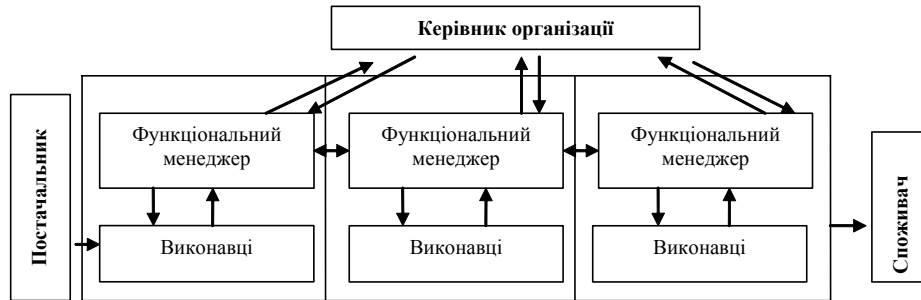 Керівник організації
Постачальник
Функціональний
менеджер
Функціональний
менеджер
Функціональний
менеджер
Виконавці
Виконавці
Виконавці
Споживач